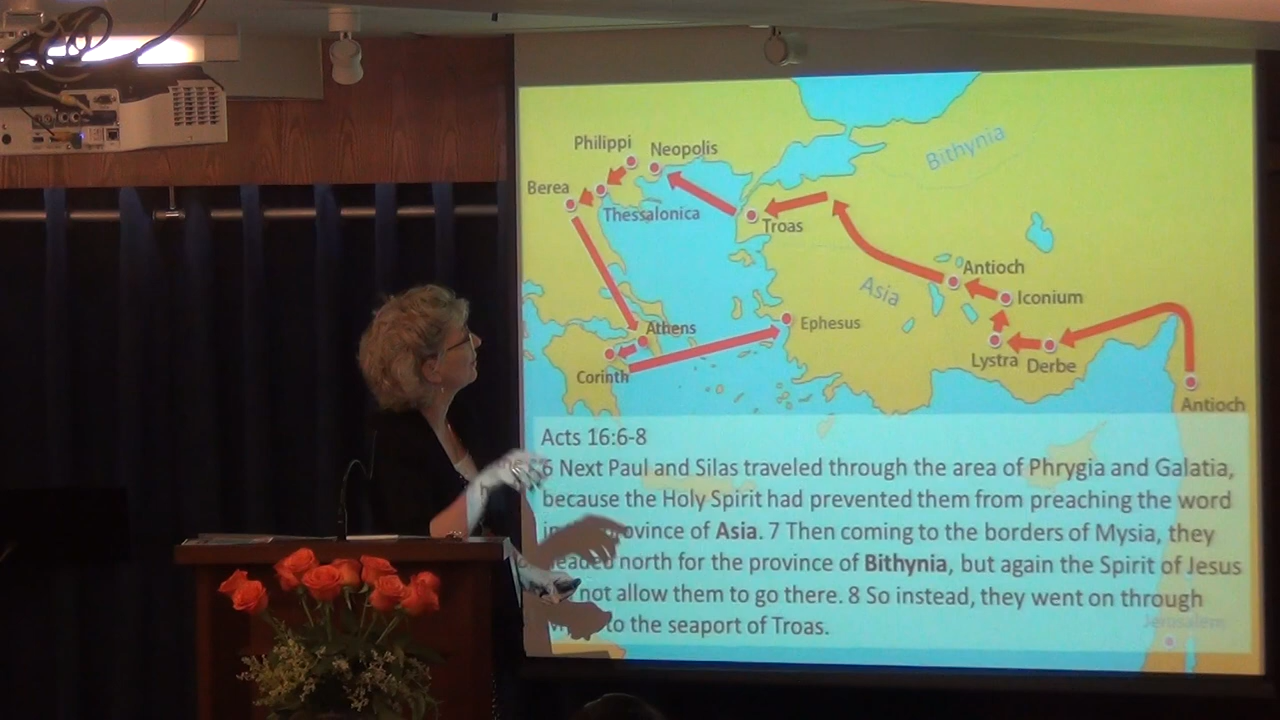 Bithynia
Philippi
Neopolis
Berea
Thessalonica
Troas
Asia
Antioch
Iconium
Ephesus
Athens
Lystra
Derbe
Corinth
Antioch
Acts 16:6-8
6 Next Paul and Silas traveled through the area of Phrygia and Galatia,
because the Holy Spirit had prevented them from preaching the word
in ovince of Asia. 7 Then coming to the borders of Mysia, they
headed north for the province of Bithynia, but again the Spirit of Jesus
not allow them to go there. 8 So instead, they went on through
to the seaport of Troas.
Jerusalem